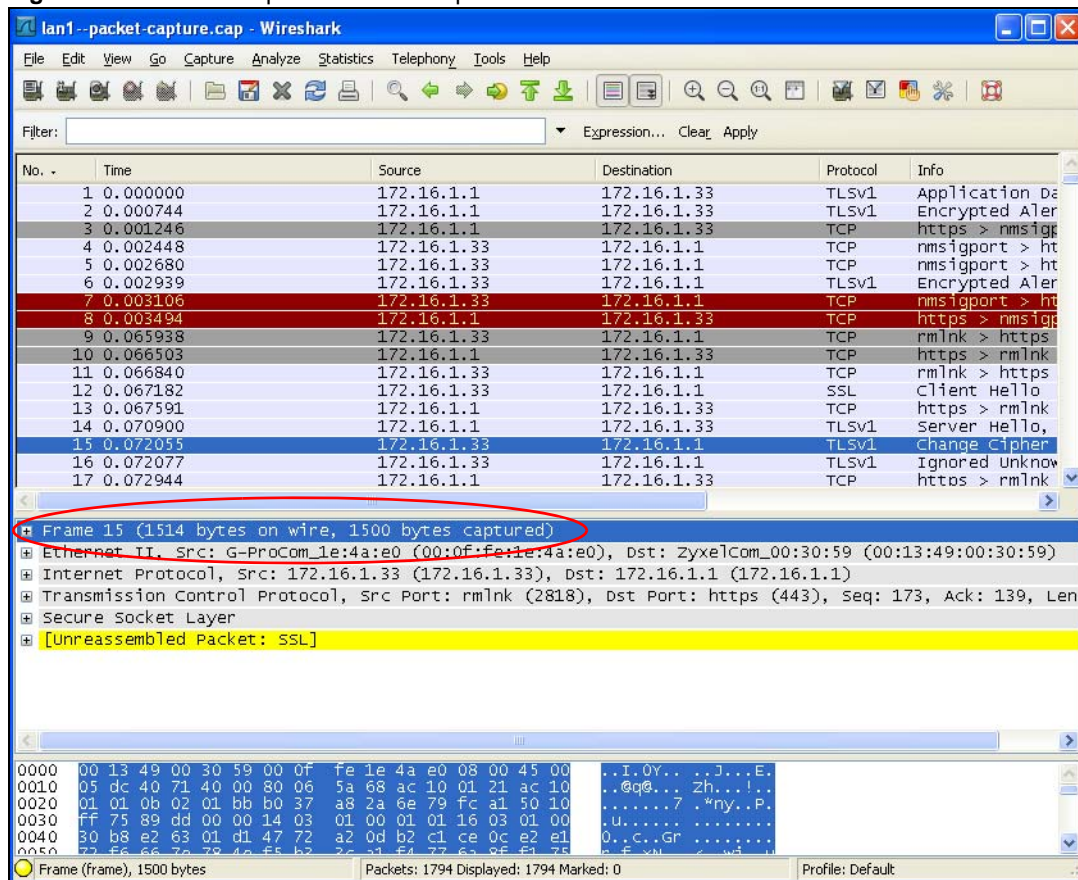 lan1--packet-capture.cap - Wireshark
File Edit View Go Capture Analyze Statistics Telephony Tools Help
Filter: Expression... Clear Apply
No. Time Source Destination Protocol Info
1 0.000000 172.16.1.1 172.16.1.33 TLSv1 Application Da
2 0.000744 172.16.1.1 172.16.1.33 TLSv1 Encrypted Aler
3 0.001246 172.16.1.1 172.16.1.33 TCP https > nmsigp
4 0.002448 172.16.1.33 172.16.1.1 TCP nmsigport > ht
5 0.002680 172.16.1.33 172.16.1.1 TCP nmsigport > ht
6 0.002939 172.16.1.33 172.16.1.1 TLSv1 Encrypted Aler
7 0.003106 172.16.1.33 172.16.1.1 TCP nmsigport > ht
8 0.003494 172.16.1.1 172.16.1.33 TCP https > nmsigp
9 0.065938 172.16.1.33 172.16.1.1 TCP rmlnk > https
10 0.066503 172.16.1.1 172.16.1.33 TCP https > rmlnk
11 0.066840 172.16.1.33 172.16.1.1 TCP rmlnk > https
12 0.067182 172.16.1.33 172.16.1.1 SSL Client Hello
13 0.067591 172.16.1.1 172.16.1.33 TCP https > rmlnk
14 0.070900 172.16.1.1 172.16.1.33 TLSv1 Server Hello,
15 0.072055 172.16.1.33 172.16.1.1 TLSv1 Change Cipher
16 0.072077 172.16.1.33 172.16.1.1 TLSv1 Ignored Unknow
17 0.072944 172.16.1.1 172.16.1.33 TCP https > rmlnk
Frame 15 (1514 bytes on wire, 1500 bytes captured)
Ethernet II, Src: G-ProCom_1e:4a:e0 (00:0f:fe:1e:4a:e0), Dst: ZyxelCom_00:30:59 (00:13:49:00:30:59)
Internet Protocol, Src: 172.16.1.33 (172.16.1.33), Dst: 172.16.1.1 (172.16.1.1)
Transmission Control Protocol, Src Port: rmlnk (2818), Dst Port: https (443), Seq: 173, Ack: 139, Len
Secure Socket Layer
[Unreassembled Packet: SSL]
0000 00 13 49 00 30 59 00 0f fe 1e 4a e0 08 00 45 00 ..I.0Y.. ..J...E.
0010 05 dc 40 71 40 00 80 06 5a 68 ac 10 01 21 ac 10 ..@q@... Zh...!..
0020 01 01 0b 02 01 bb b0 37 a8 2a 6e 79 fc a1 50 10 .......7 .*ny..P.
0030 ff 75 89 dd 00 00 14 03 01 00 01 01 16 03 01 00 .u...... ........
0040 30 b8 e2 63 01 d1 47 72 a2 0d b2 c1 ce 0c e2 e1 0..c..Gr ........
Frame (frame), 1500 bytes Packets: 1794 Displayed: 1794 Marked: 0 Profile: Default